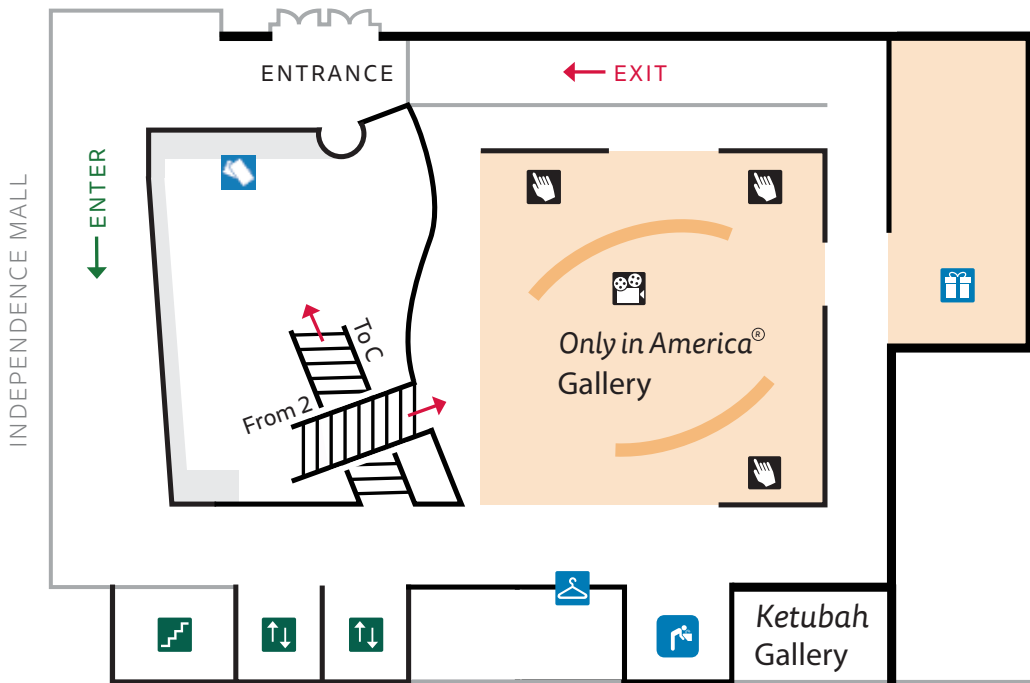 ENTRANCE
EXIT
ENTER
INDEPENDENCE MALL
To C
From 2
Only in America®
Gallery
Ketubah
Gallery